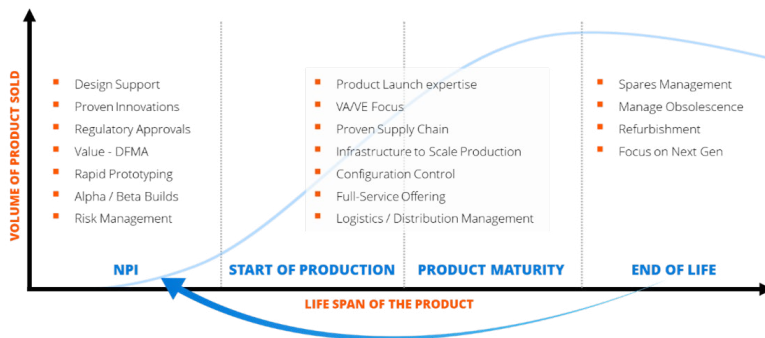 VOLUME OF PRODUCT SOLD
Design Support
Proven Innovations
Regulatory Approvals
Value - DFMA
Rapid Prototyping
Alpha / Beta Builds
Risk Management
Product Launch expertise
VA/VE Focus
Proven Supply Chain
Infrastructure to Scale Production
Configuration Control
Full-Service Offering
Logistics / Distribution Management
Spares Management
Manage Obsolescence
Refurbishment
Focus on Next Gen
NPI
START OF PRODUCTION
PRODUCT MATURITY
END OF LIFE
LIFE SPAN OF THE PRODUCT